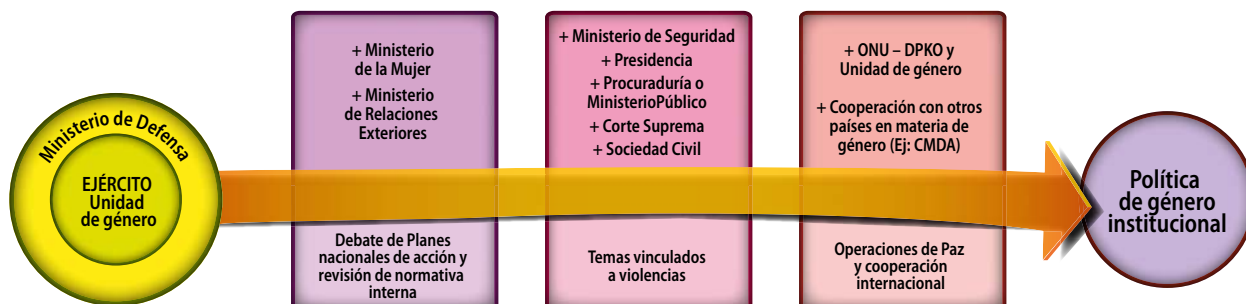 Ministerio de Defensa
EJÉRCITO
Unidad
de género
+ Ministerio
de la Mujer
+ Ministerio
de Relaciones
Exteriores
Debate de Planes
nacionales de acción y
revisión de normativa
interna
+ Ministerio de Seguridad
+ Presidencia
+ Procuraduría o
MinisterioPúblico
+ Corte Suprema
+ Sociedad Civil
Temas vinculados
a violencias
+ ONU – DPKO y
Unidad de género
+ Cooperación con otros
países en materia de
género (Ej: CMDA)
Operaciones de Paz
y cooperación
internacional
Política
de género
institucional